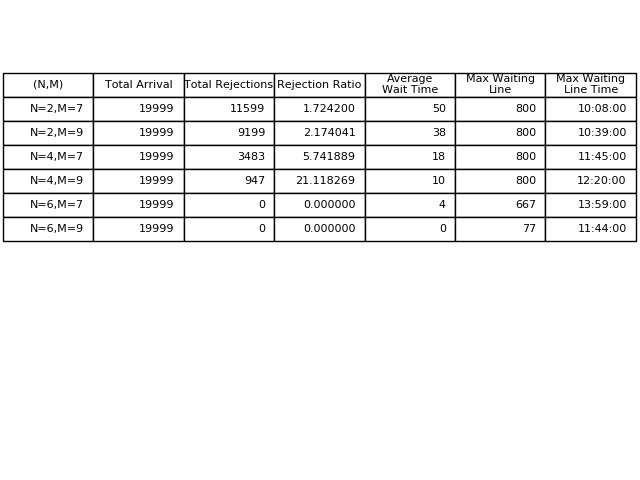 (N,M) Total Arrival Total Rejections Rejection Ratio Average Wait Time Max Waiting Line Max Waiting Line Time
N=2,M=7 19999 11599 1.724200 50 800 10:08:00
N=2,M=9 19999 9199 2.174041 38 800 10:39:00
N=4,M=7 19999 3483 5.741889 18 800 11:45:00
N=4,M=9 19999 947 21.118269 10 800 12:20:00
N=6,M=7 19999 0 0.000000 4 667 13:59:00
N=6,M=9 19999 0 0.000000 0 77 11:44:00